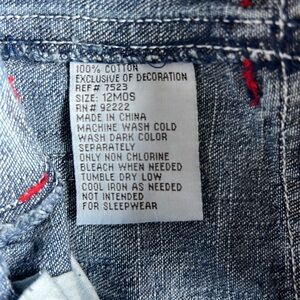 100% COTTON
EXCLUSIVE OF DECORATION
REF# 7523
SIZE: 12MOS
RN# 92222
MADE IN CHINA
MACHINE WASH COLD
WASH DARK COLOR
SEPARATELY
ONLY NON CHLORINE
BLEACH WHEN NEEDED
TUMBLE DRY LOW
COOL IRON AS NEEDED
NOT INTENDED
FOR SLEEPWEAR